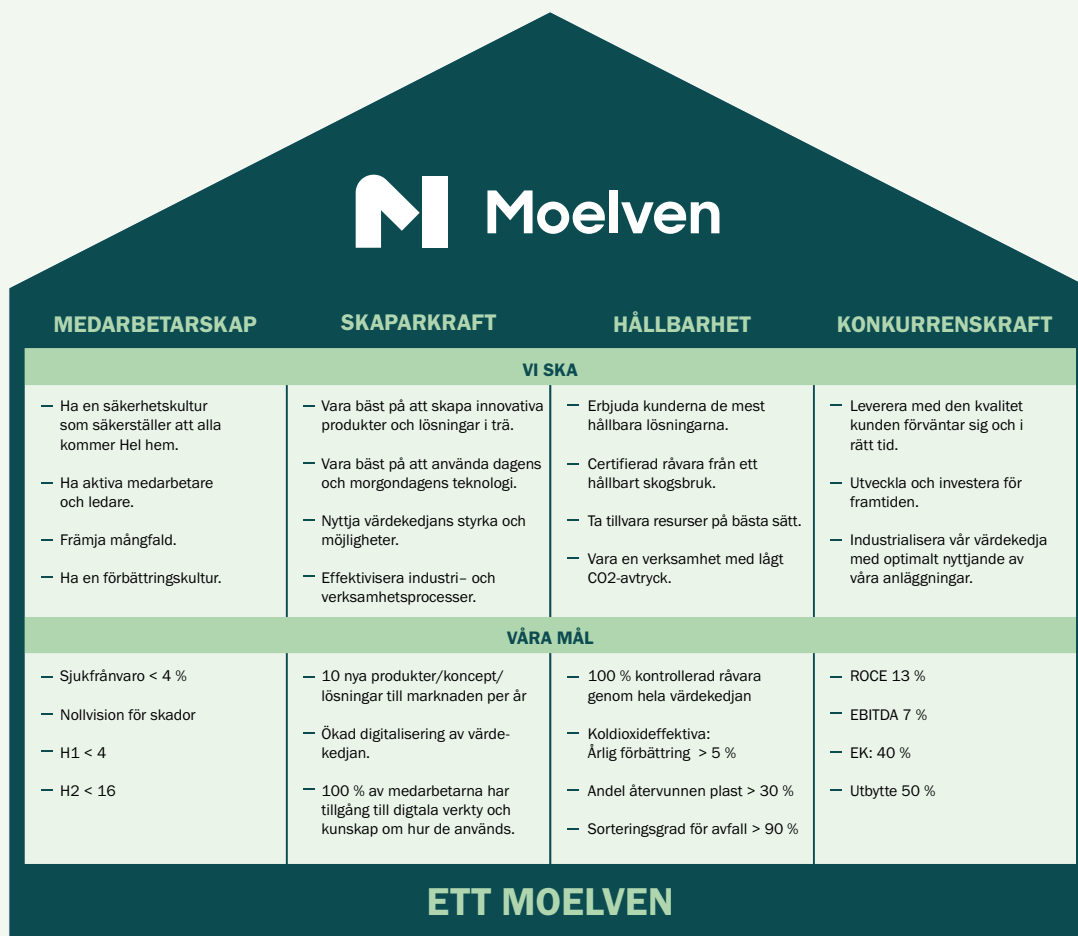 Moelven
MEDARBETARSKAP
SKAPARKRAFT
HÅLLBARHET
KONKURRENSKRAFT
VI SKA
— Ha en säkerhetskultur
som säkerställer att alla
kommer Hel hem.
— Ha aktiva medarbetare
och ledare.
— Främja mångfald.
— Ha en förbättringskultur.
— Vara bäst på att skapa innovativa
produkter och lösningar i trä.
— Vara bäst på att använda dagens
och morgondagens teknologi.
— Nyttja värdekedjans styrka och
möjligheter.
— Effektivisera industri– och
verksamhetsprocesser.
— Erbjuda kunderna de mest
hållbara lösningarna.
— Certifierad råvara från ett
hållbart skogsbruk.
— Ta tillvara resurser på bästa sätt.
— Vara en verksamhet med lågt
CO2-avtryck.
— Leverera med den kvalitet
kunden förväntar sig och i
rätt tid.
— Utveckla och investera för
framtiden.
— Industrialisera vår värdekedja
med optimalt nyttjande av
våra anläggningar.
VÅRA MÅL
— Sjukfrånvaro < 4 %
— Nollvision för skador
— H1 < 4
— H2 < 16
— 10 nya produkter/koncept/
lösningar till marknaden per år
— Ökad digitalisering av värde-
kedjan.
— 100 % av medarbetarna har
tillgång till digtala verkty och
kunskap om hur de används.
— 100 % kontrollerad råvara
genom hela värdekedjan
— Koldioxideffektiva:
Årlig förbättring > 5 %
— Andel återvunnen plast > 30 %
— Sorteringsgrad för avfall > 90 %
— ROCE 13 %
— EBITDA 7 %
— EK: 40 %
— Utbytte 50 %
ETT MOELVEN